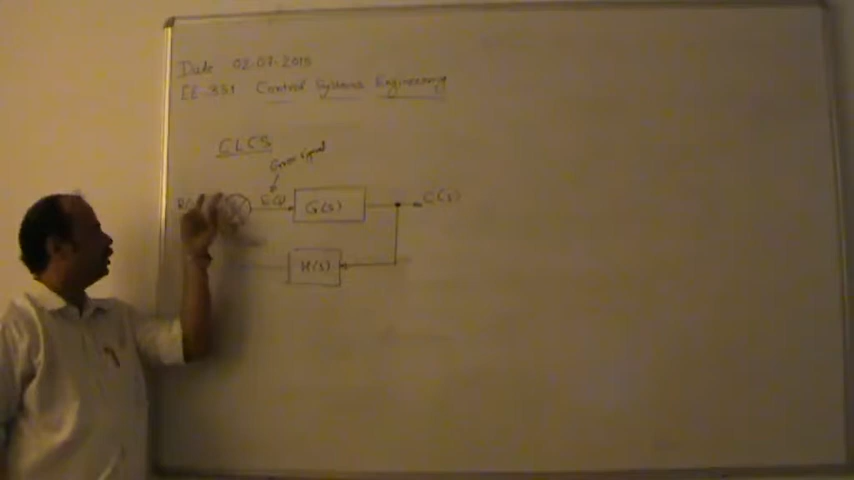 Date 02-07-2015
EE-331 Control Systems Engineering
CLCS
Error signal
E(s) G(s) C(s)
H(s)